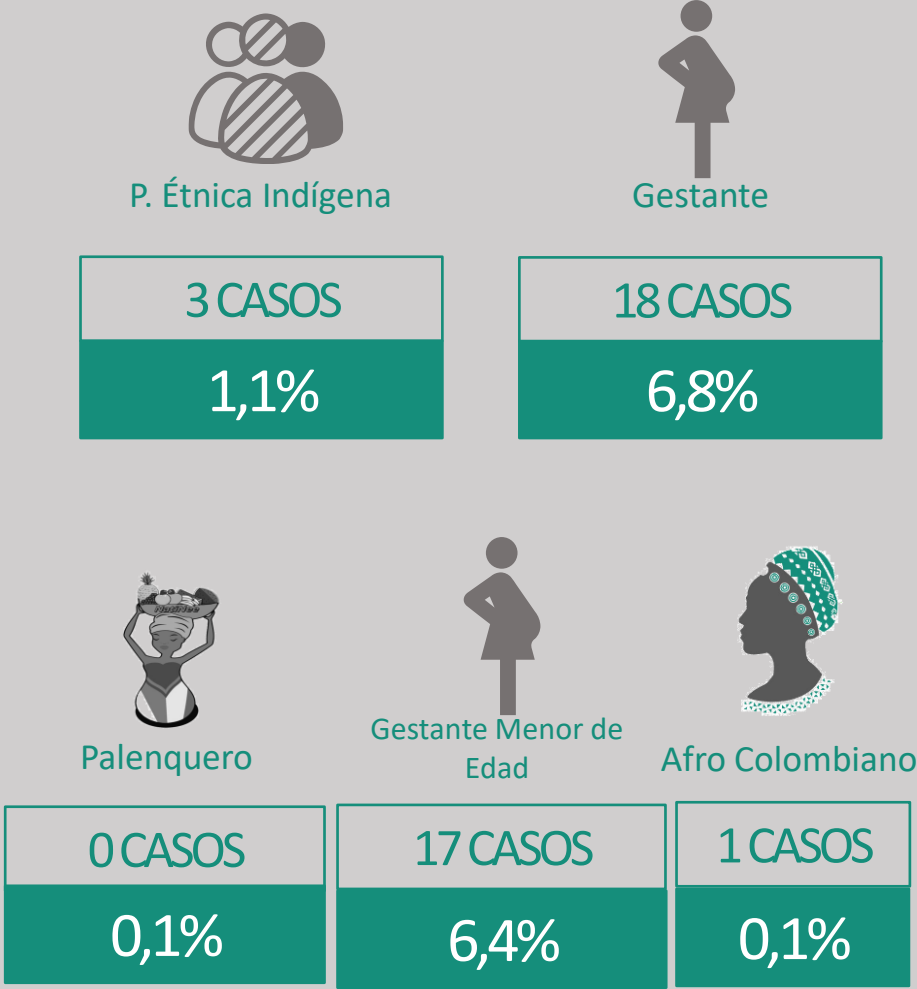 P. Étnica Indígena
Gestante
3 CASOS
18 CASOS
1,1%
6,8%
Palenquero
Gestante Menor de
Edad
Afro Colombiano
0 CASOS
17 CASOS
1 CASOS
0,1%
6,4%
0,1%